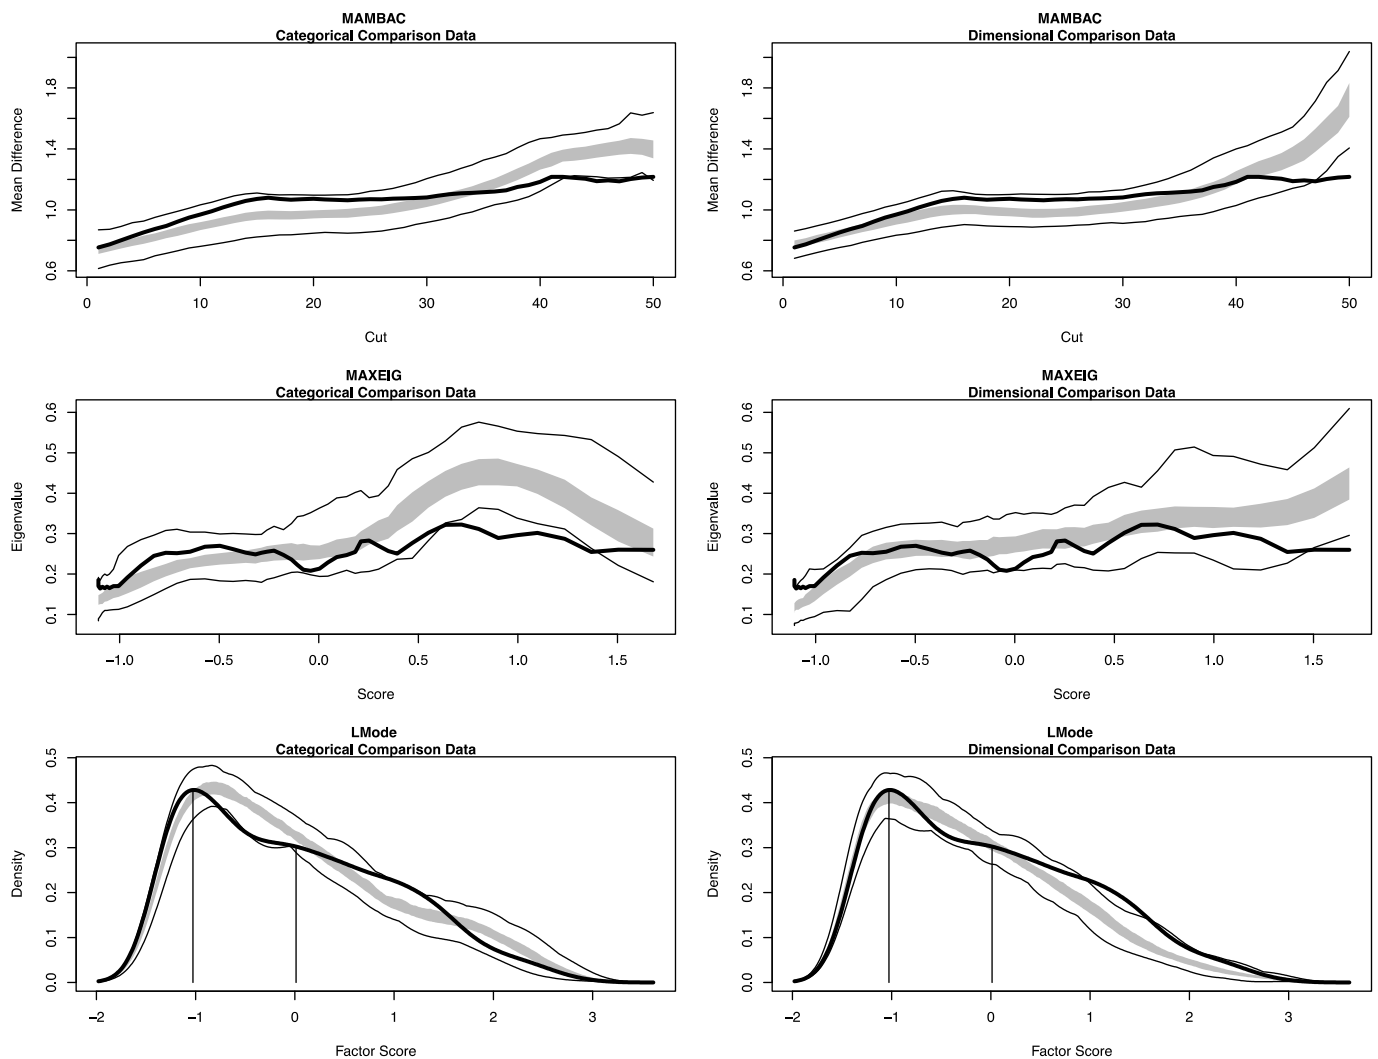 MAMBAC
Categorical Comparison Data
Mean Difference
0.6 1.0 1.4 1.8
0 10 20 30 40 50
Cut
MAMBAC
Dimensional Comparison Data
Mean Difference
0.6 1.0 1.4 1.8
0 10 20 30 40 50
Cut
MAXEIG
Categorical Comparison Data
Eigenvalue
0.1 0.2 0.3 0.4 0.5 0.6
−1.0 −0.5 0.0 0.5 1.0 1.5
Score
MAXEIG
Dimensional Comparison Data
Eigenvalue
0.1 0.2 0.3 0.4 0.5 0.6
−1.0 −0.5 0.0 0.5 1.0 1.5
Score
LMode
Categorical Comparison Data
Density
0.0 0.1 0.2 0.3 0.4 0.5
−2 −1 0 1 2 3
Factor Score
LMode
Dimensional Comparison Data
Density
0.0 0.1 0.2 0.3 0.4 0.5
−2 −1 0 1 2 3
Factor Score